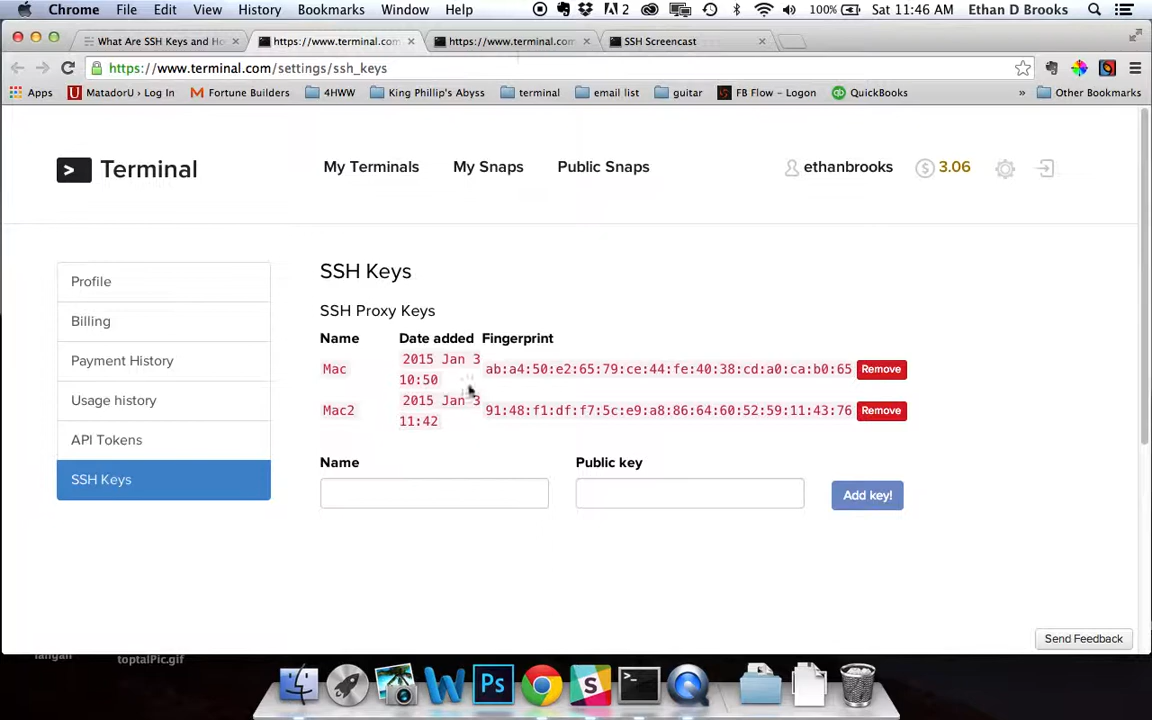 Chrome File Edit View History Bookmarks Window Help 2 100% Sat 11:46 AM Ethan D Brooks
What Are SSH Keys and Ho https://www.terminal.com https://www.terminal.com SSH Screencast
https://www.terminal.com/settings/ssh_keys
Apps MatadorU › Log In Fortune Builders 4HWW King Phillip's Abyss terminal email list guitar FB Flow - Logon QuickBooks » Other Bookmarks
> Terminal My Terminals My Snaps Public Snaps ethanbrooks $ 3.06
Profile
Billing
Payment History
Usage history
API Tokens
SSH Keys
SSH Keys
SSH Proxy Keys
Name Date added Fingerprint
Mac 2015 Jan 3 10:50 ab:a4:50:e2:65:79:ce:44:fe:40:38:cd:a0:ca:b0:65 Remove
Mac2 2015 Jan 3 11:42 91:48:f1:df:f7:5c:e9:a8:86:64:60:52:59:11:43:76 Remove
Name Public key
Add key!
Send Feedback
toptalPic.gif
W Ps S